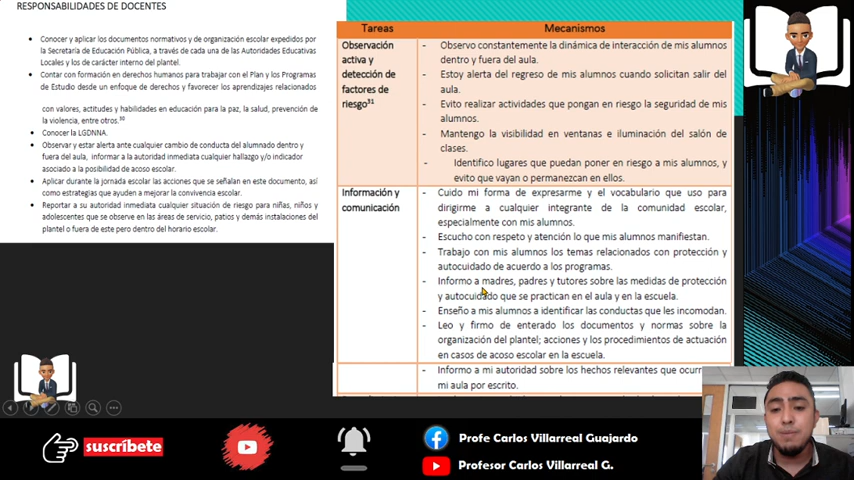 RESPONSABILIDADES DE DOCENTES
• Conocer y aplicar los documentos normativos y de organización escolar expedidos por
la Secretaría de Educación Pública, a través de cada una de las Autoridades Educativas
Locales y los de carácter interno del plantel.
• Contar con formación en derechos humanos para trabajar con el Plan y los Programas
de Estudio desde un enfoque de derechos y favorecer los aprendizajes relacionados
con valores, actitudes y habilidades en educación para la paz, la salud, prevención de
la violencia, entre otros.30
• Conocer la LGDNNA.
• Observar y estar alerta ante cualquier cambio de conducta del alumnado dentro y
fuera del aula, informar a la autoridad inmediata cualquier hallazgo y/o indicador
asociado a la posibilidad de acoso escolar.
• Aplicar durante la jornada escolar las acciones que se señalan en este documento, así
como estrategias que ayuden a mejorar la convivencia escolar.
• Reportar a su autoridad inmediata cualquier situación de riesgo para niñas, niños y
adolescentes que se observe en las áreas de servicio, patios y demás instalaciones del
plantel o fuera de este pero dentro del horario escolar.
Tareas
Mecanismos
Observación
activa y
detección de
factores de
riesgo31
- Observo constantemente la dinámica de interacción de mis alumnos
dentro y fuera del aula.
- Estoy alerta del regreso de mis alumnos cuando solicitan salir del
aula.
- Evito realizar actividades que pongan en riesgo la seguridad de mis
alumnos.
- Mantengo la visibilidad en ventanas e iluminación del salón de
clases.
- Identifico lugares que puedan poner en riesgo a mis alumnos, y
evito que vayan o permanezcan en ellos.
Información y
comunicación
- Cuido mi forma de expresarme y el vocabulario que uso para
dirigirme a cualquier integrante de la comunidad escolar,
especialmente con mis alumnos.
- Escucho con respeto y atención lo que mis alumnos manifiestan.
- Trabajo con mis alumnos los temas relacionados con protección y
autocuidado de acuerdo a los programas.
- Informo a madres, padres y tutores sobre las medidas de protección
y autocuidado que se practican en el aula y en la escuela.
- Enseño a mis alumnos a identificar las conductas que les incomodan.
- Leo y firmo de enterado los documentos y normas sobre la
organización del plantel; acciones y los procedimientos de actuación
en casos de acoso escolar en la escuela.
- Informo a mi autoridad sobre los hechos relevantes que ocurr
mi aula por escrito.
suscríbete
Profe Carlos Villarreal Guajardo
Profesor Carlos Villarreal G.